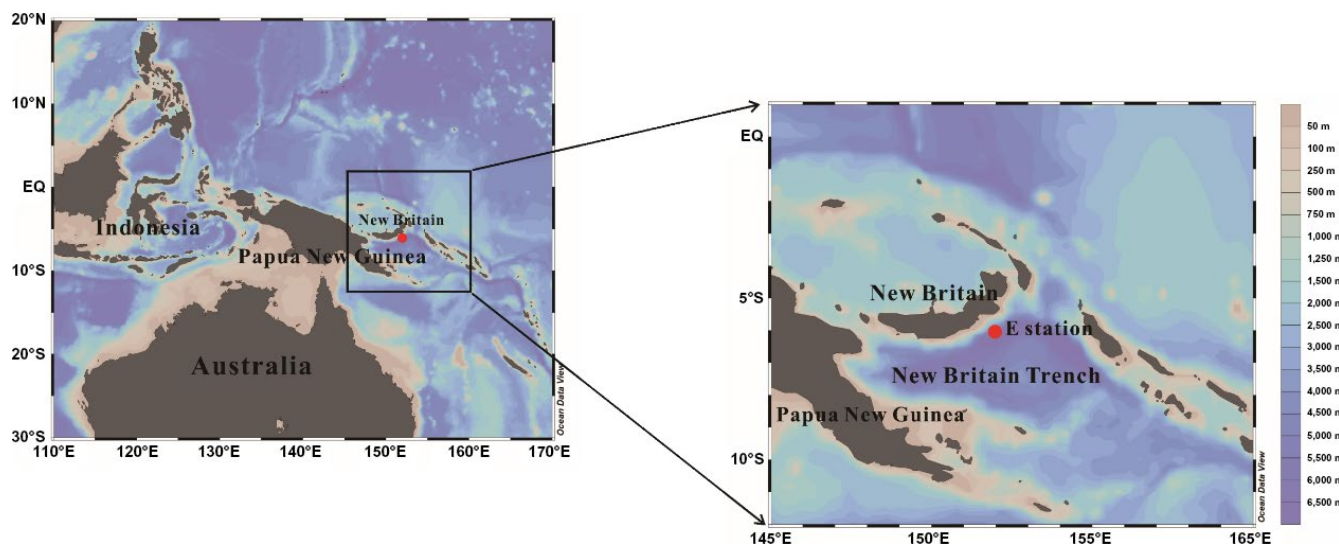 20°N
10°N
EQ
10°S
20°S
30°S
110°E
120°E
130°E
140°E
150°E
160°E
170°E
Indonesia
New Britain
Papua New Guinea
Australia
Ocean Data View
EQ
5°S
10°S
145°E
150°E
155°E
165°E
New Britain
E station
New Britain Trench
Papua New Guinea
Ocean Data View
50 m
100 m
250 m
500 m
750 m
1,000 m
1,250 m
1,500 m
2,000 m
2,500 m
3,000 m
3,500 m
4,000 m
4,500 m
5,000 m
5,500 m
6,000 m
6,500 m